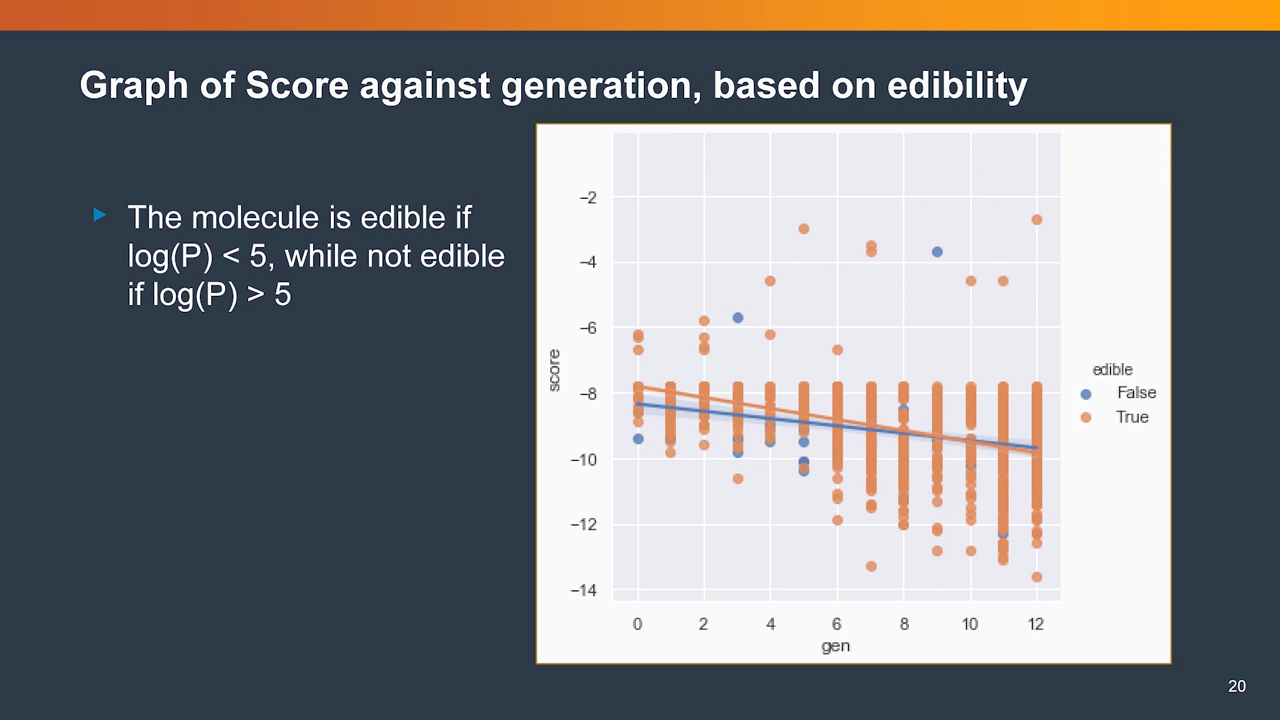 Graph of Score against generation, based on edibility
The molecule is edible if
log(P) < 5, while not edible
if log(P) > 5
−2
−4
−6
−8
−10
−12
−14
score
0 2 4 6 8 10 12
gen
edible
False
True
20